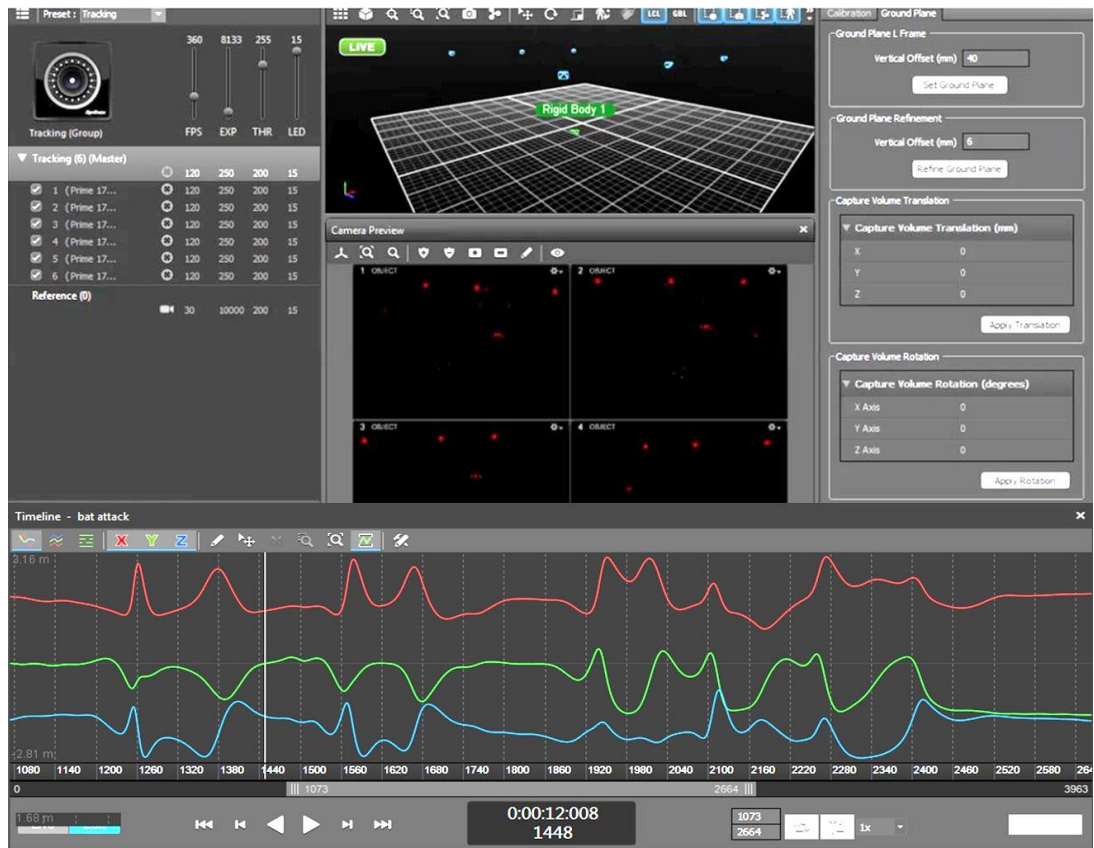 Preset: Tracking
360 8133 255 15
FPS EXP THR LED
Tracking (Group)
Tracking (6) (Master)
120 250 200 15
1 (Prime 17... 120 250 200 15
2 (Prime 17... 120 250 200 15
3 (Prime 17... 120 250 200 15
4 (Prime 17... 120 250 200 15
5 (Prime 17... 120 250 200 15
6 (Prime 17... 120 250 200 15
Reference (0)
30 10000 200 15
LCL GBL
LIVE
Rigid Body 1
Camera Preview
1 OBJECT
2 OBJECT
3 OBJECT
4 OBJECT
Calibration Ground Plane
Ground Plane L Frame
Vertical Offset (mm) 40
Set Ground Plane
Ground Plane Refinement
Vertical Offset (mm) 6
Refine Ground Plane
Capture Volume Translation
Capture Volume Translation (mm)
X 0
Y 0
Z 0
Apply Translation
Capture Volume Rotation
Capture Volume Rotation (degrees)
X Axis 0
Y Axis 0
Z Axis 0
Apply Rotation
Timeline - bat attack
X Y Z
3.16 m
-2.81 m
1080 1140 1200 1260 1320 1380 1440 1500 1560 1620 1680 1740 1800 1860 1920 1980 2040 2100 2160 2220 2280 2340 2400 2460 2520 2580 264
0 1073 2664 3963
1.68 m
0:00:12:008
1448
1073
2664
1x